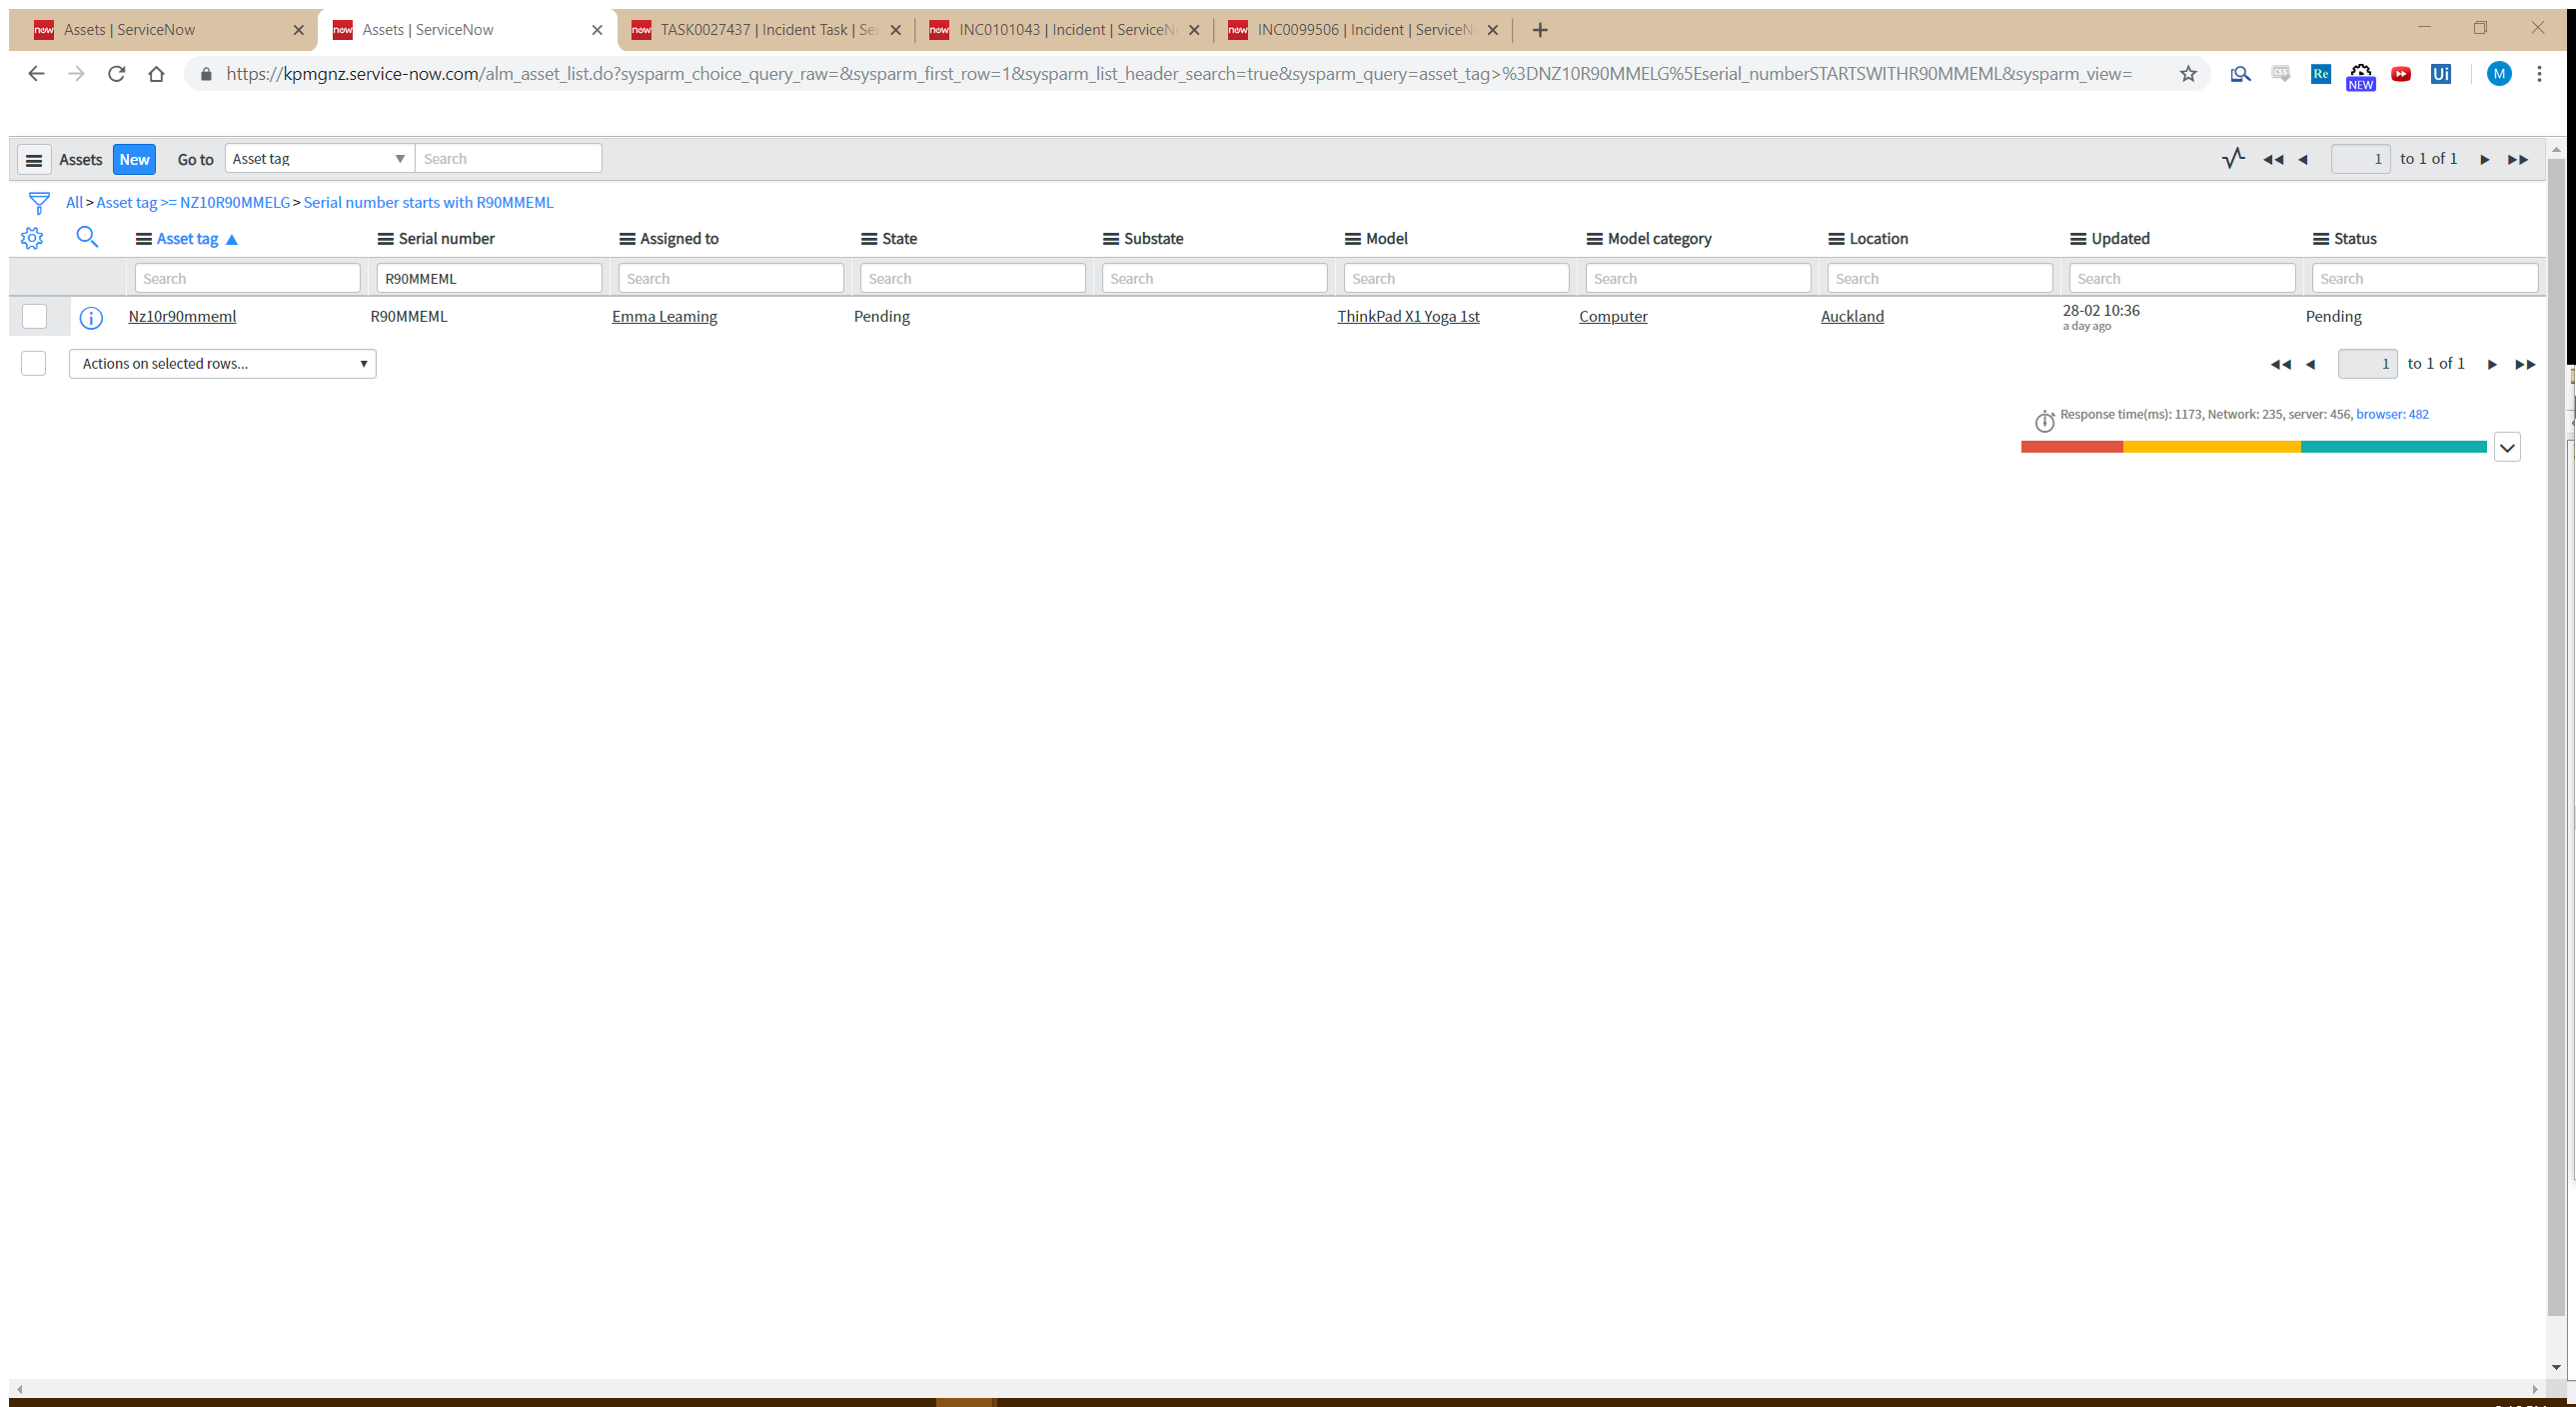 now Assets | ServiceNow
now Assets | ServiceNow
now TASK0027437 | Incident Task | Ser
now INC0101043 | Incident | ServiceN
now INC0099506 | Incident | ServiceN
https://kpmgnz.service-now.com/alm_asset_list.do?sysparm_choice_query_raw=&sysparm_first_row=1&sysparm_list_header_search=true&sysparm_query=asset_tag>%3DNZ10R90MMELG%5Eserial_numberSTARTSWITHR90MMEML&sysparm_view=
CSS Re NEW Ui M
Assets New Go to Asset tag Search 1 to 1 of 1
All > Asset tag >= NZ10R90MMELG > Serial number starts with R90MMEML
Asset tag Serial number Assigned to State Substate Model Model category Location Updated Status
Search R90MMEML Search Search Search Search Search Search Search Search
Nz10r90mmeml R90MMEML Emma Leaming Pending ThinkPad X1 Yoga 1st Computer Auckland 28-02 10:36 Pending
a day ago
Actions on selected rows... 1 to 1 of 1
Response time(ms): 1173, Network: 235, server: 456, browser: 482